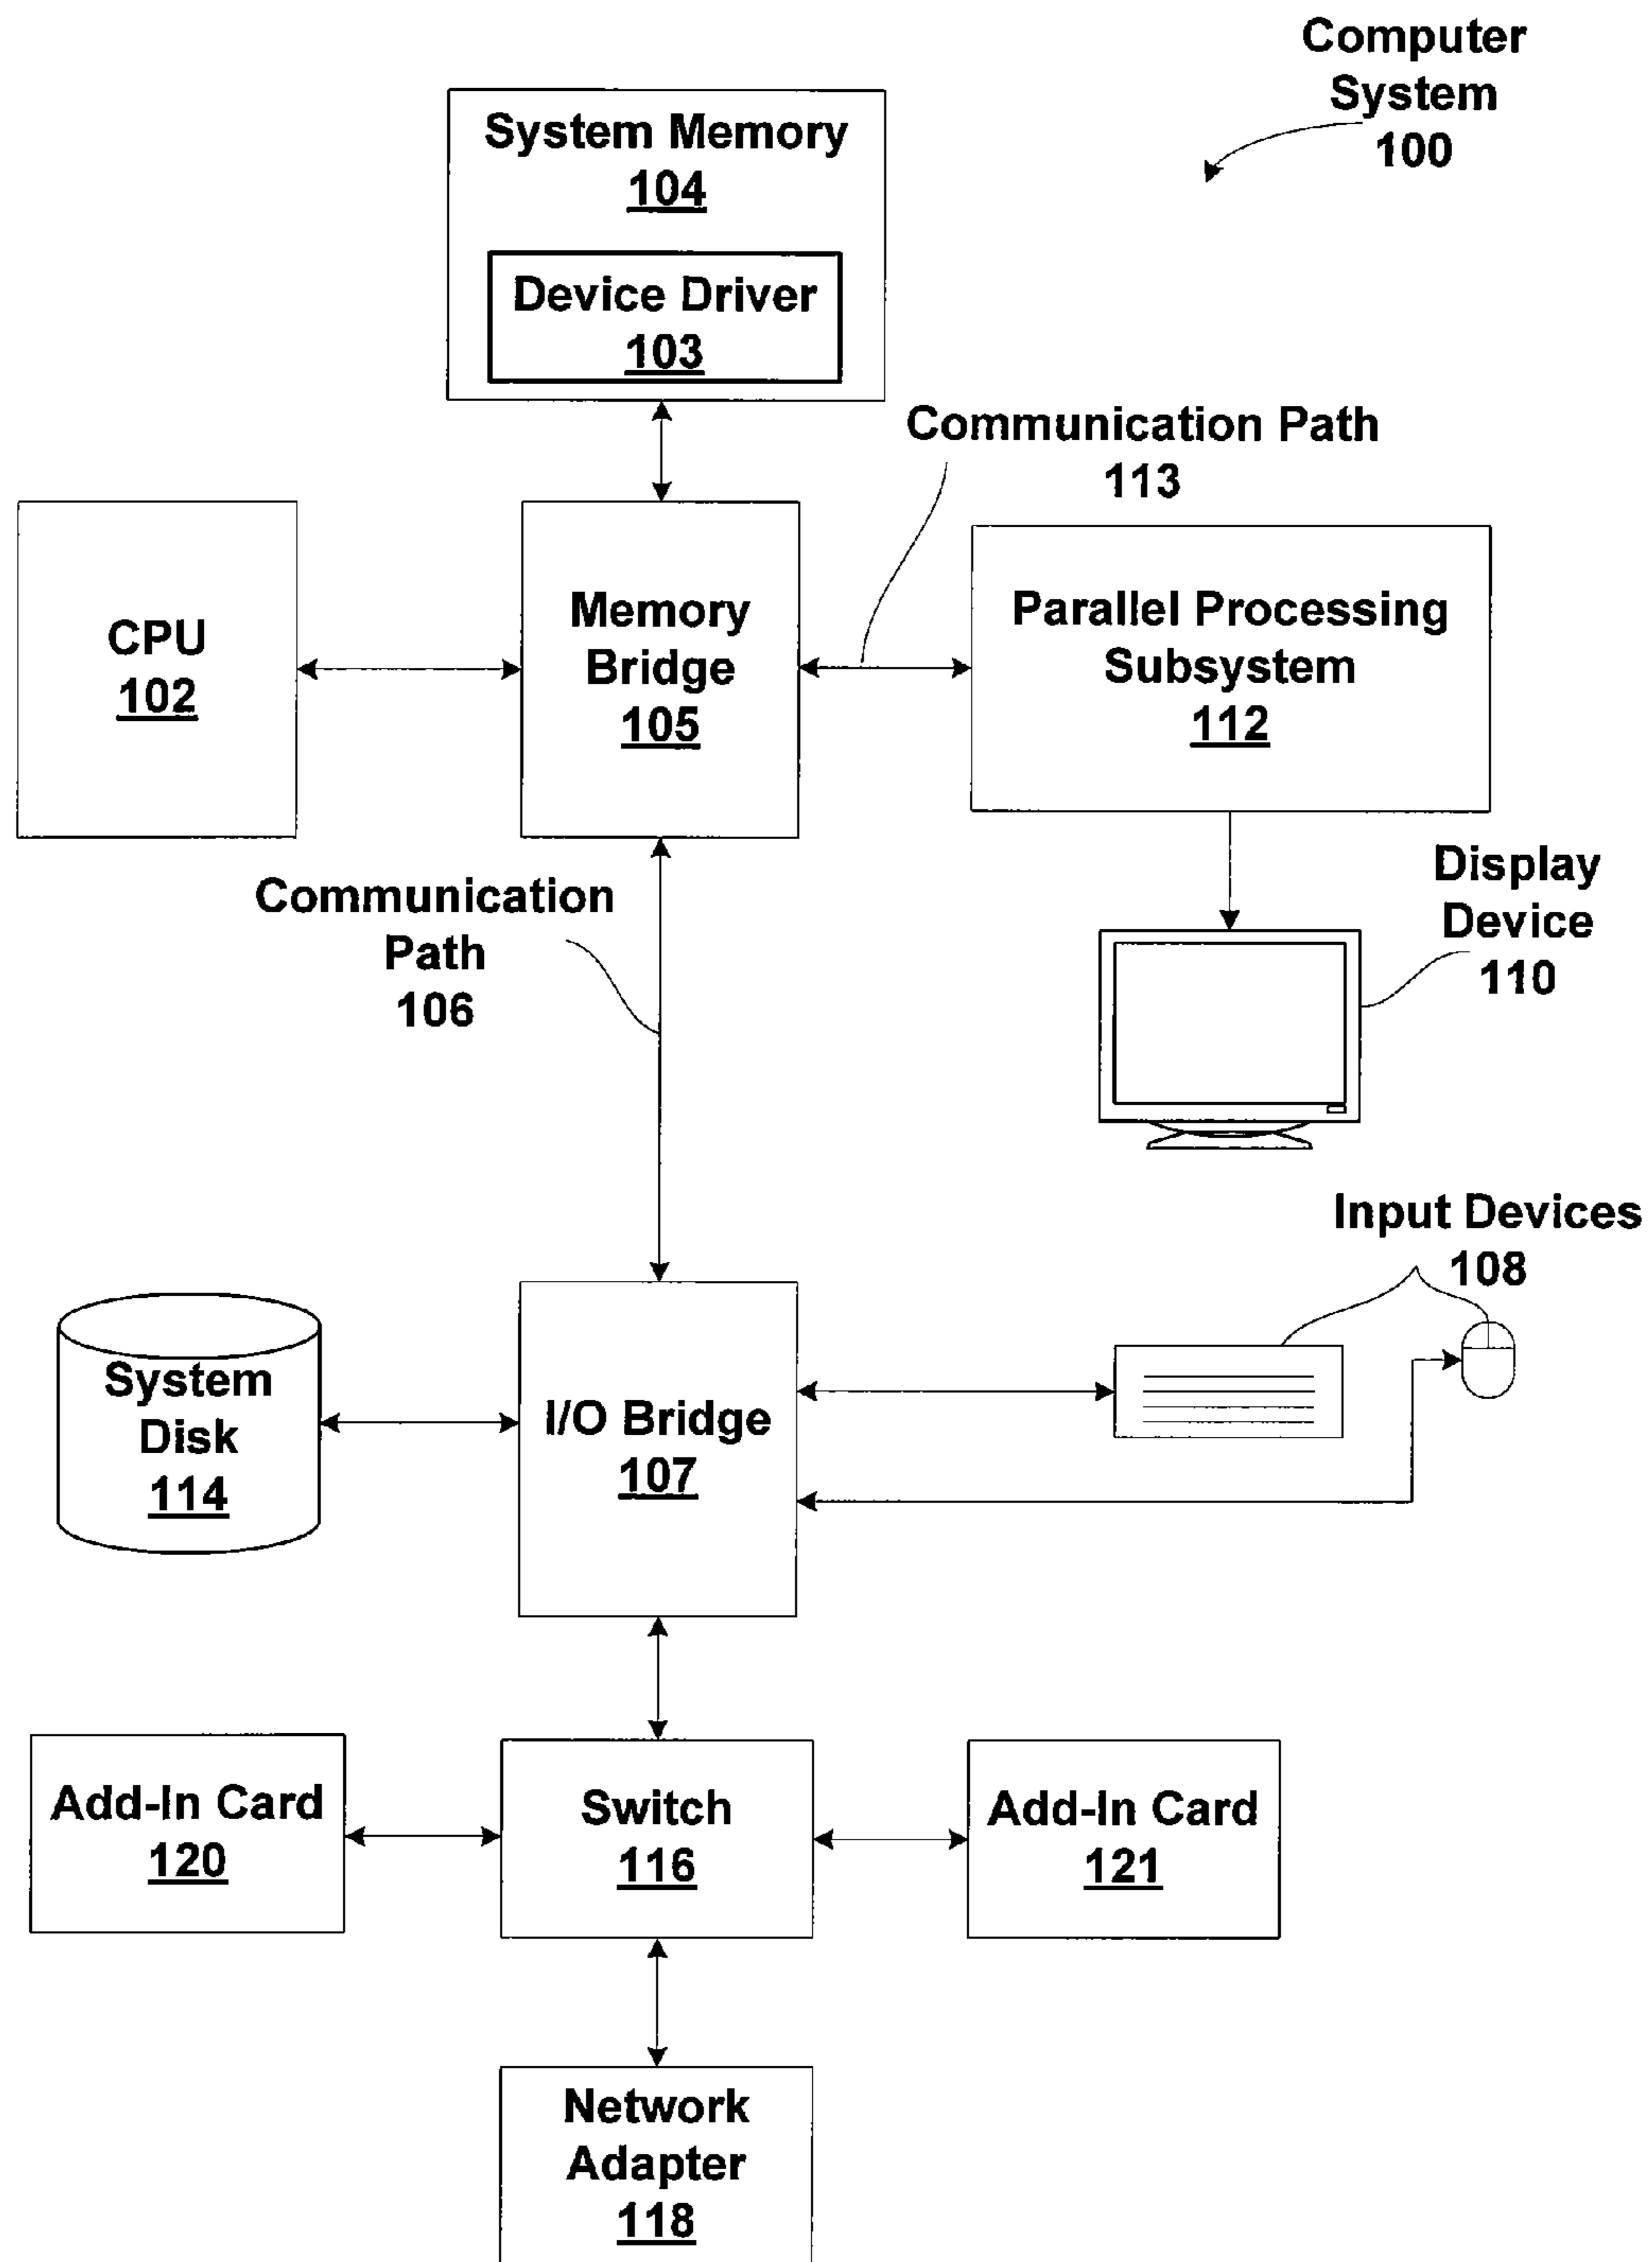 Computer
System
100
System Memory
104
Device Driver
103
Communication Path
113
CPU
102
Memory
Bridge
105
Parallel Processing
Subsystem
112
Communication
Path
106
Display
Device
110
Input Devices
108
System
Disk
114
I/O Bridge
107
Add-In Card
120
Switch
116
Add-In Card
121
Network
Adapter
118